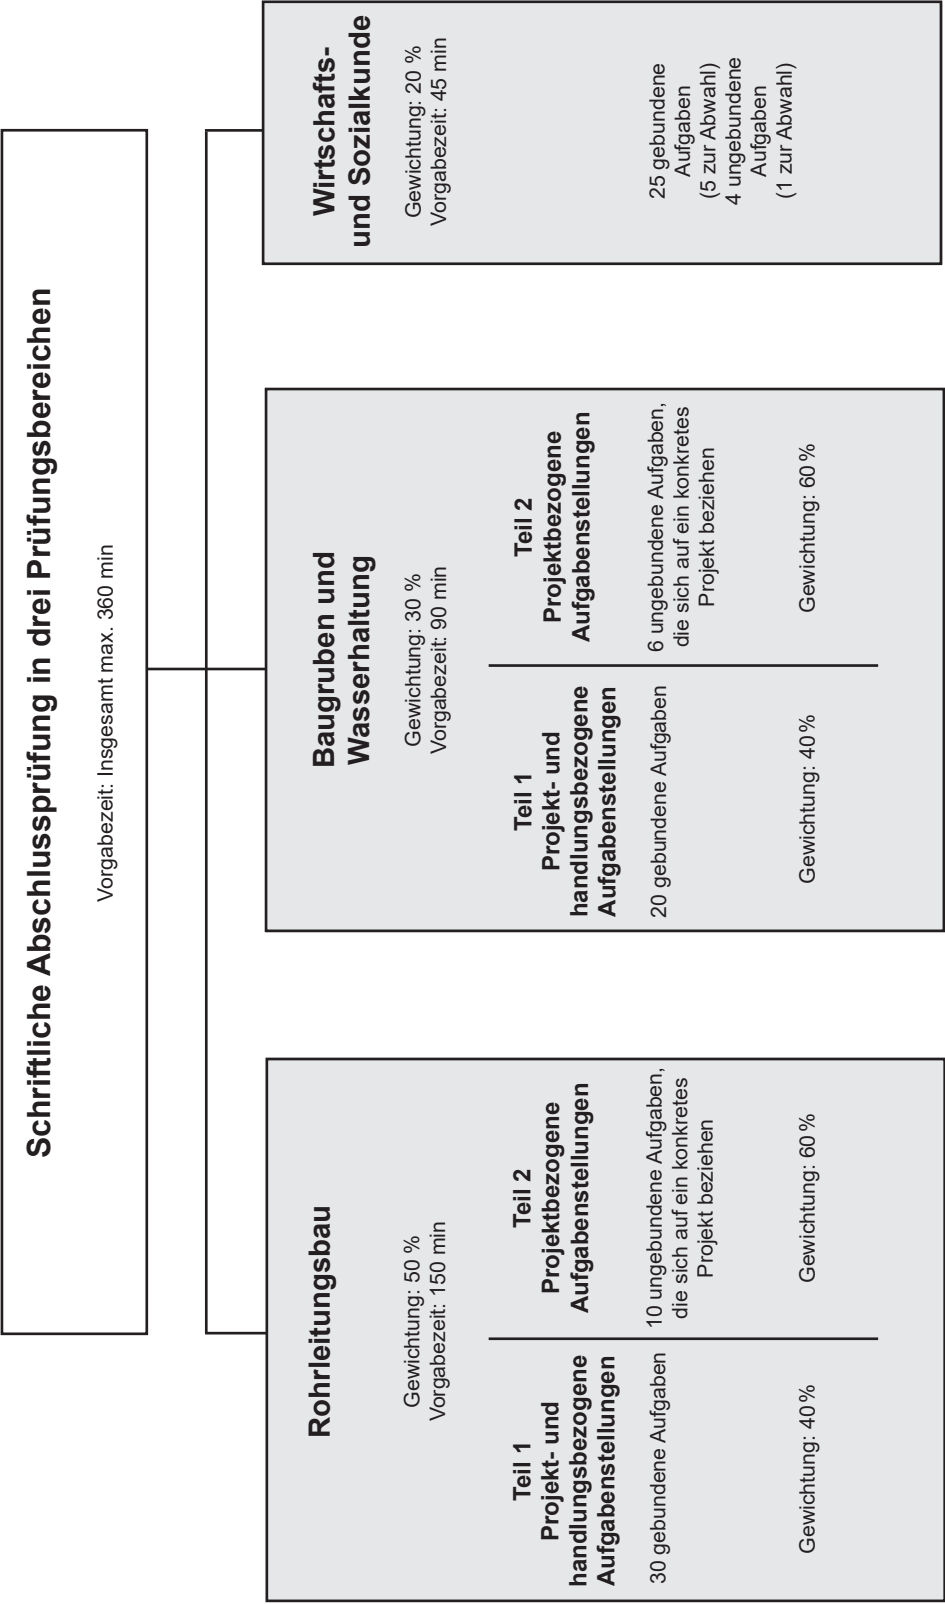 Schriftliche Abschlussprüfung in drei Prüfungsbereichen
Vorgabezeit: Insgesamt max. 360 min
Rohrleitungsbau
Gewichtung: 50 %
Vorgabezeit: 150 min
Teil 1
Projekt- und
handlungsbezogene
Aufgabenstellungen
30 gebundene Aufgaben
Gewichtung: 40 %
Teil 2
Projektbezogene
Aufgabenstellungen
10 ungebundene Aufgaben,
die sich auf ein konkretes
Projekt beziehen
Gewichtung: 60 %
Baugruben und
Wasserhaltung
Gewichtung: 30 %
Vorgabezeit: 90 min
Teil 1
Projekt- und
handlungsbezogene
Aufgabenstellungen
20 gebundene Aufgaben
Gewichtung: 40 %
Teil 2
Projektbezogene
Aufgabenstellungen
6 ungebundene Aufgaben,
die sich auf ein konkretes
Projekt beziehen
Gewichtung: 60 %
Wirtschafts-
und Sozialkunde
Gewichtung: 20 %
Vorgabezeit: 45 min
25 gebundene
Aufgaben
(5 zur Abwahl)
4 ungebundene
Aufgaben
(1 zur Abwahl)